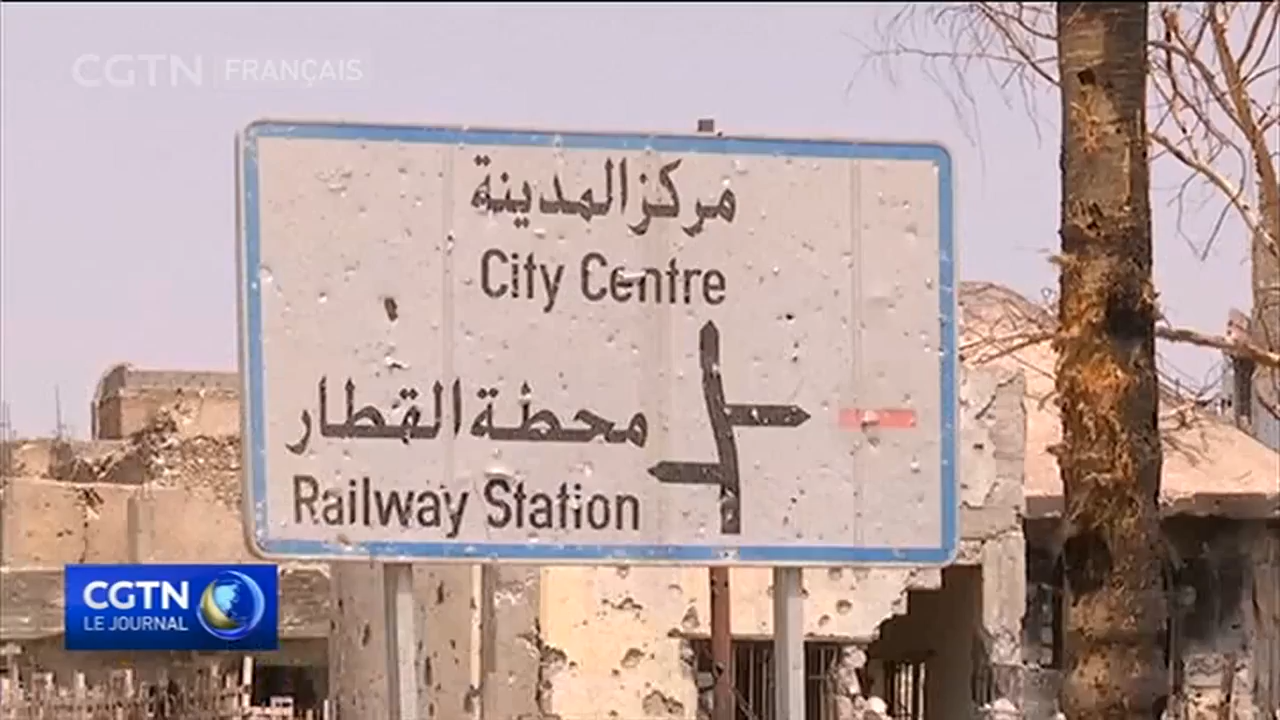 CGTN FRANÇAIS
مركز المدينة
City Centre
محطة القطار
Railway Station
CGTN
LE JOURNAL